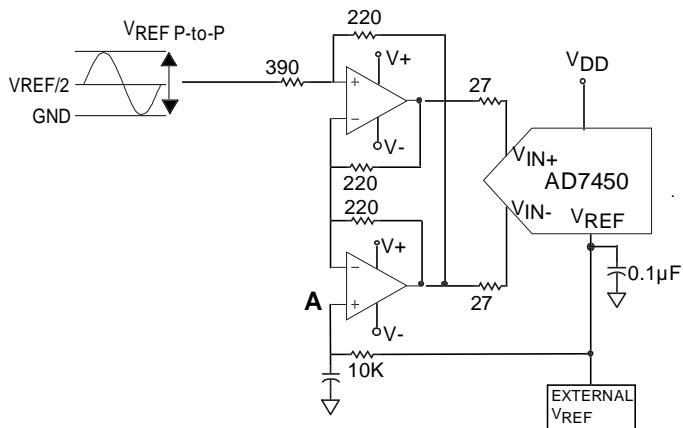 VREF P-to-P
VREF/2
GND
390
220
V+
V-
220
220
V+
A
V-
10K
27
27
VDD
VIN+
AD7450
VIN-
VREF
0.1µF
EXTERNAL
VREF